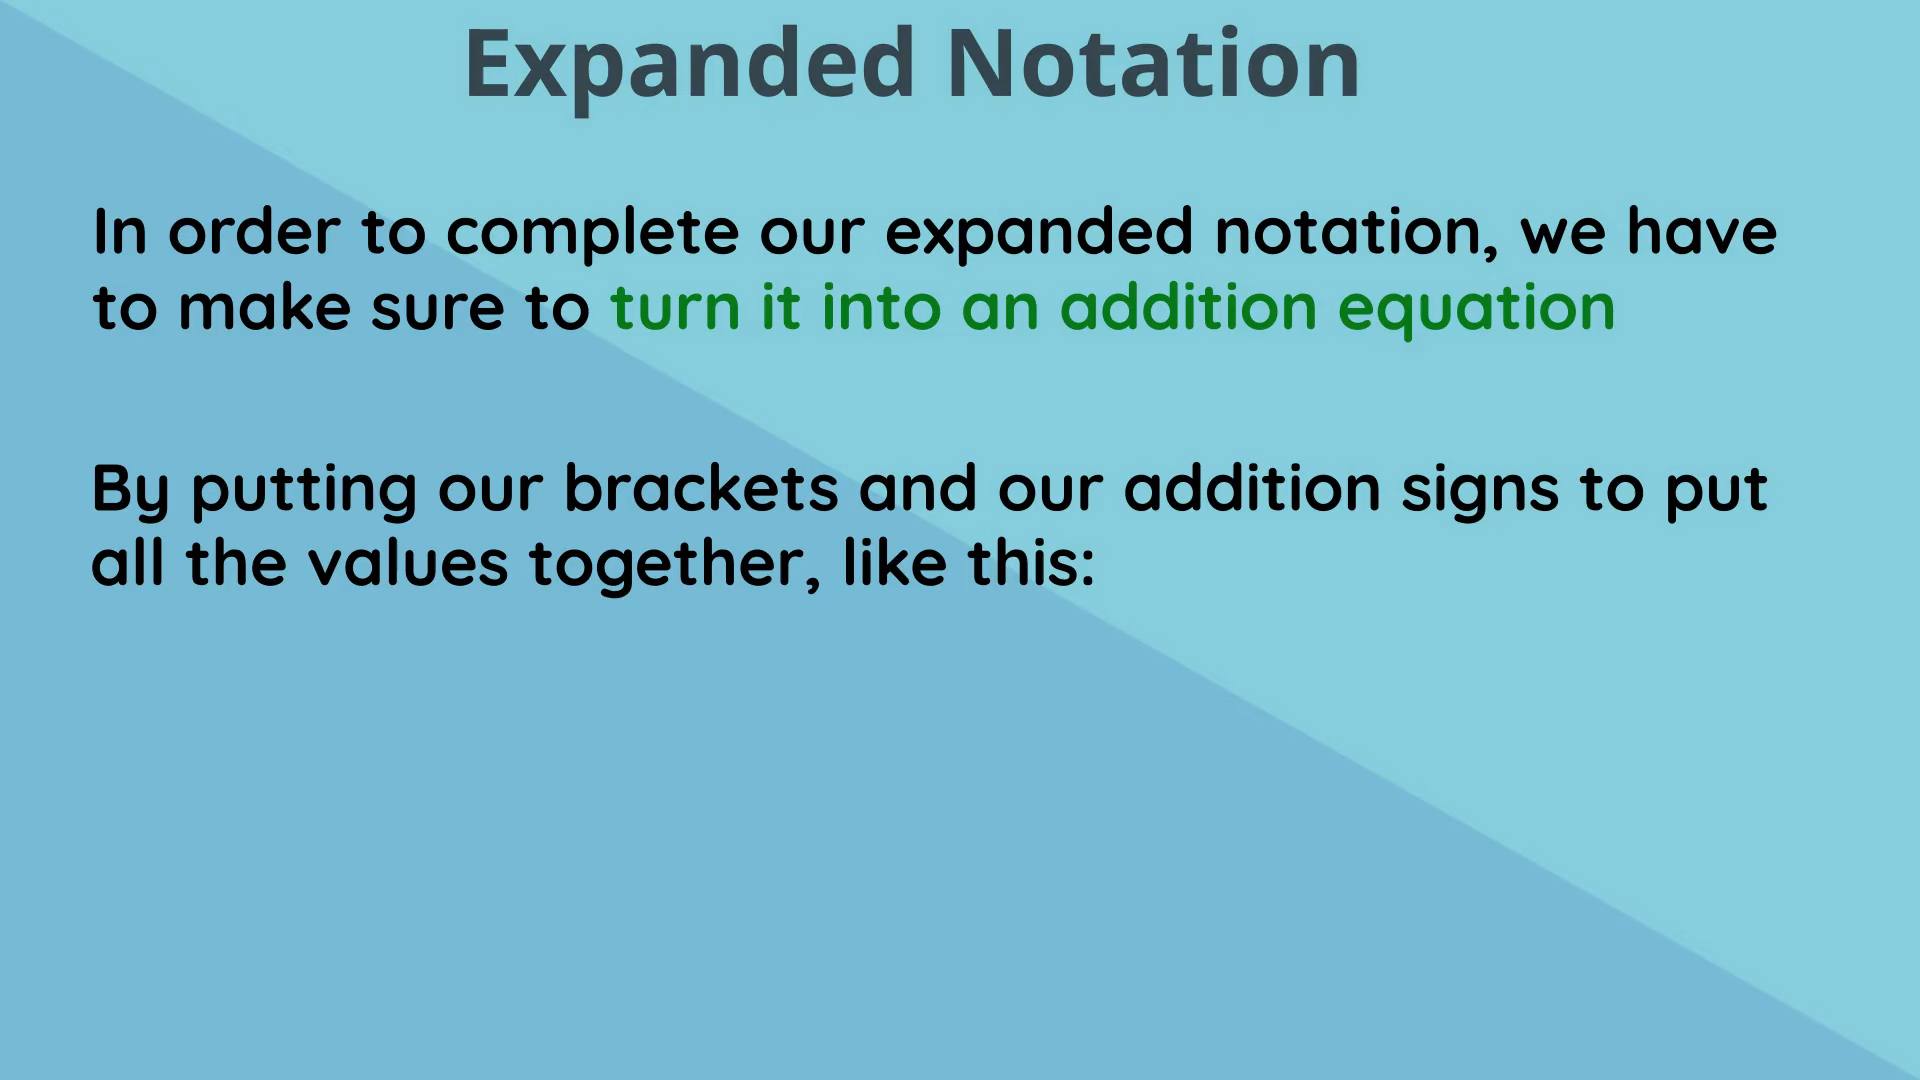 Expanded Notation
In order to complete our expanded notation, we have
to make sure to turn it into an addition equation
By putting our brackets and our addition signs to put
all the values together, like this: